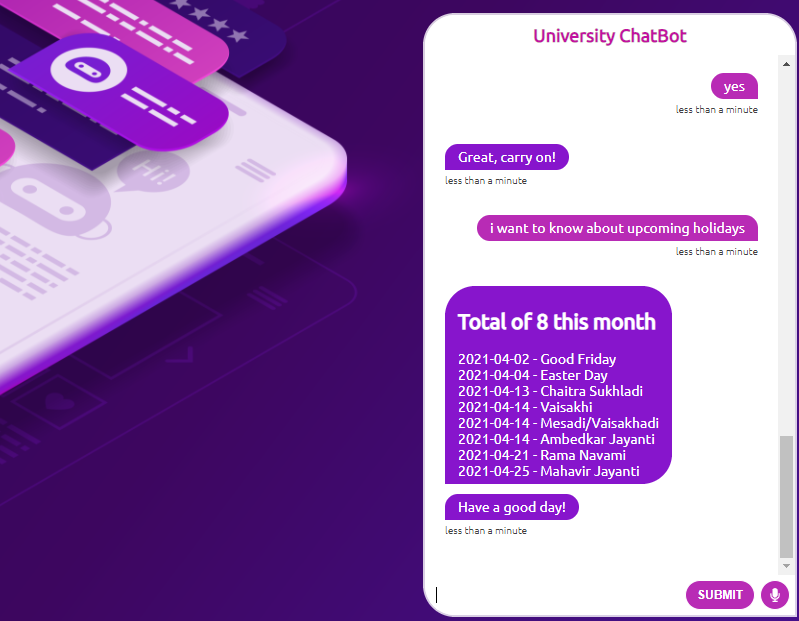 Hi!
University ChatBot
yes
less than a minute
Great, carry on!
less than a minute
i want to know about upcoming holidays
less than a minute
Total of 8 this month
2021-04-02 - Good Friday
2021-04-04 - Easter Day
2021-04-13 - Chaitra Sukhladi
2021-04-14 - Vaisakhi
2021-04-14 - Mesadi/Vaisakhadi
2021-04-14 - Ambedkar Jayanti
2021-04-21 - Rama Navami
2021-04-25 - Mahavir Jayanti
Have a good day!
less than a minute
SUBMIT